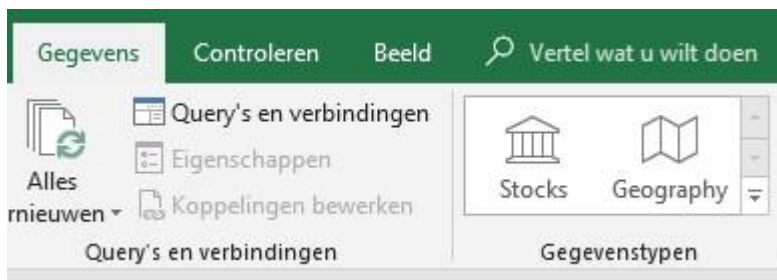 Gegevens Controleren Beeld Vertel wat u wilt doen
Query's en verbindingen
Eigenschappen
Alles
rnieuwen
Koppelingen bewerken
Stocks Geography
Query's en verbindingen Gegevenstypen